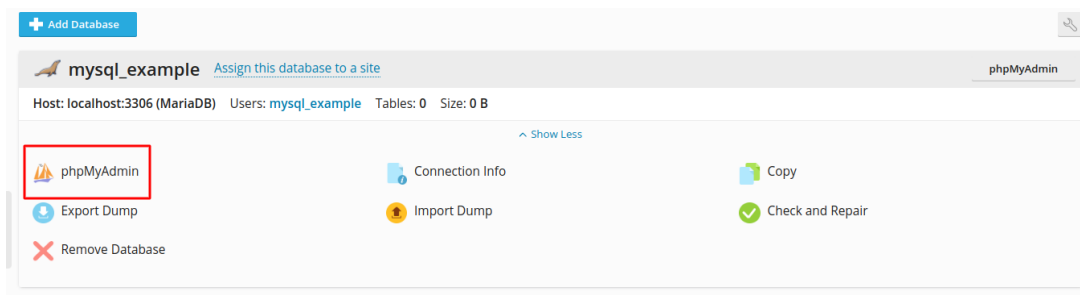 Add Database
mysql_example Assign this database to a site phpMyAdmin
Host: localhost:3306 (MariaDB) Users: mysql_example Tables: 0 Size: 0 B
Show Less
phpMyAdmin Connection Info Copy
Export Dump Import Dump Check and Repair
Remove Database